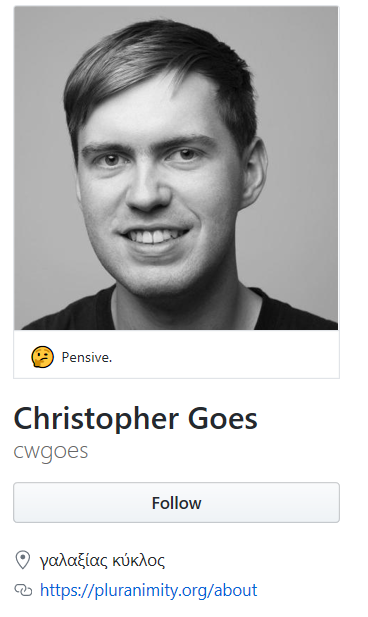 Pensive.
Christopher Goes
cwgoes
Follow
γαλαξίας κύκλος
https://pluranimity.org/about